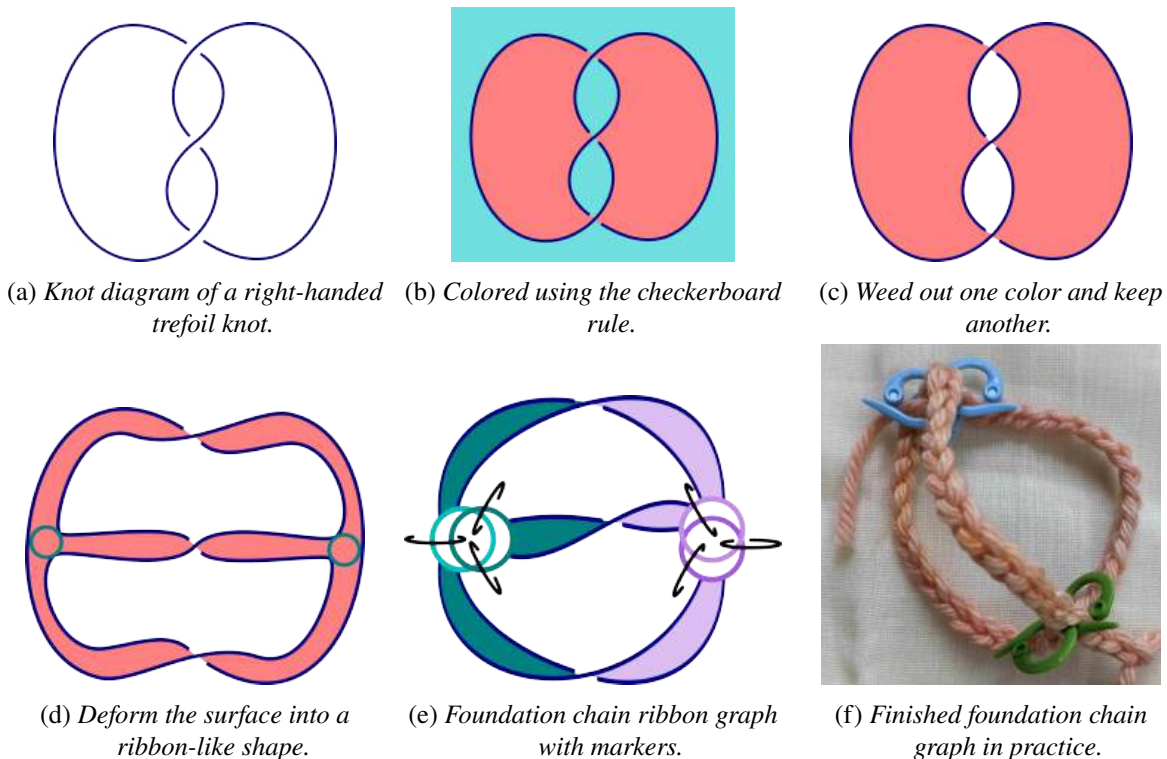 (a) Knot diagram of a right-handed
trefoil knot.
(b) Colored using the checkerboard
rule.
(c) Weed out one color and keep
another.
(d) Deform the surface into a
ribbon-like shape.
(e) Foundation chain ribbon graph
with markers.
(f) Finished foundation chain
graph in practice.